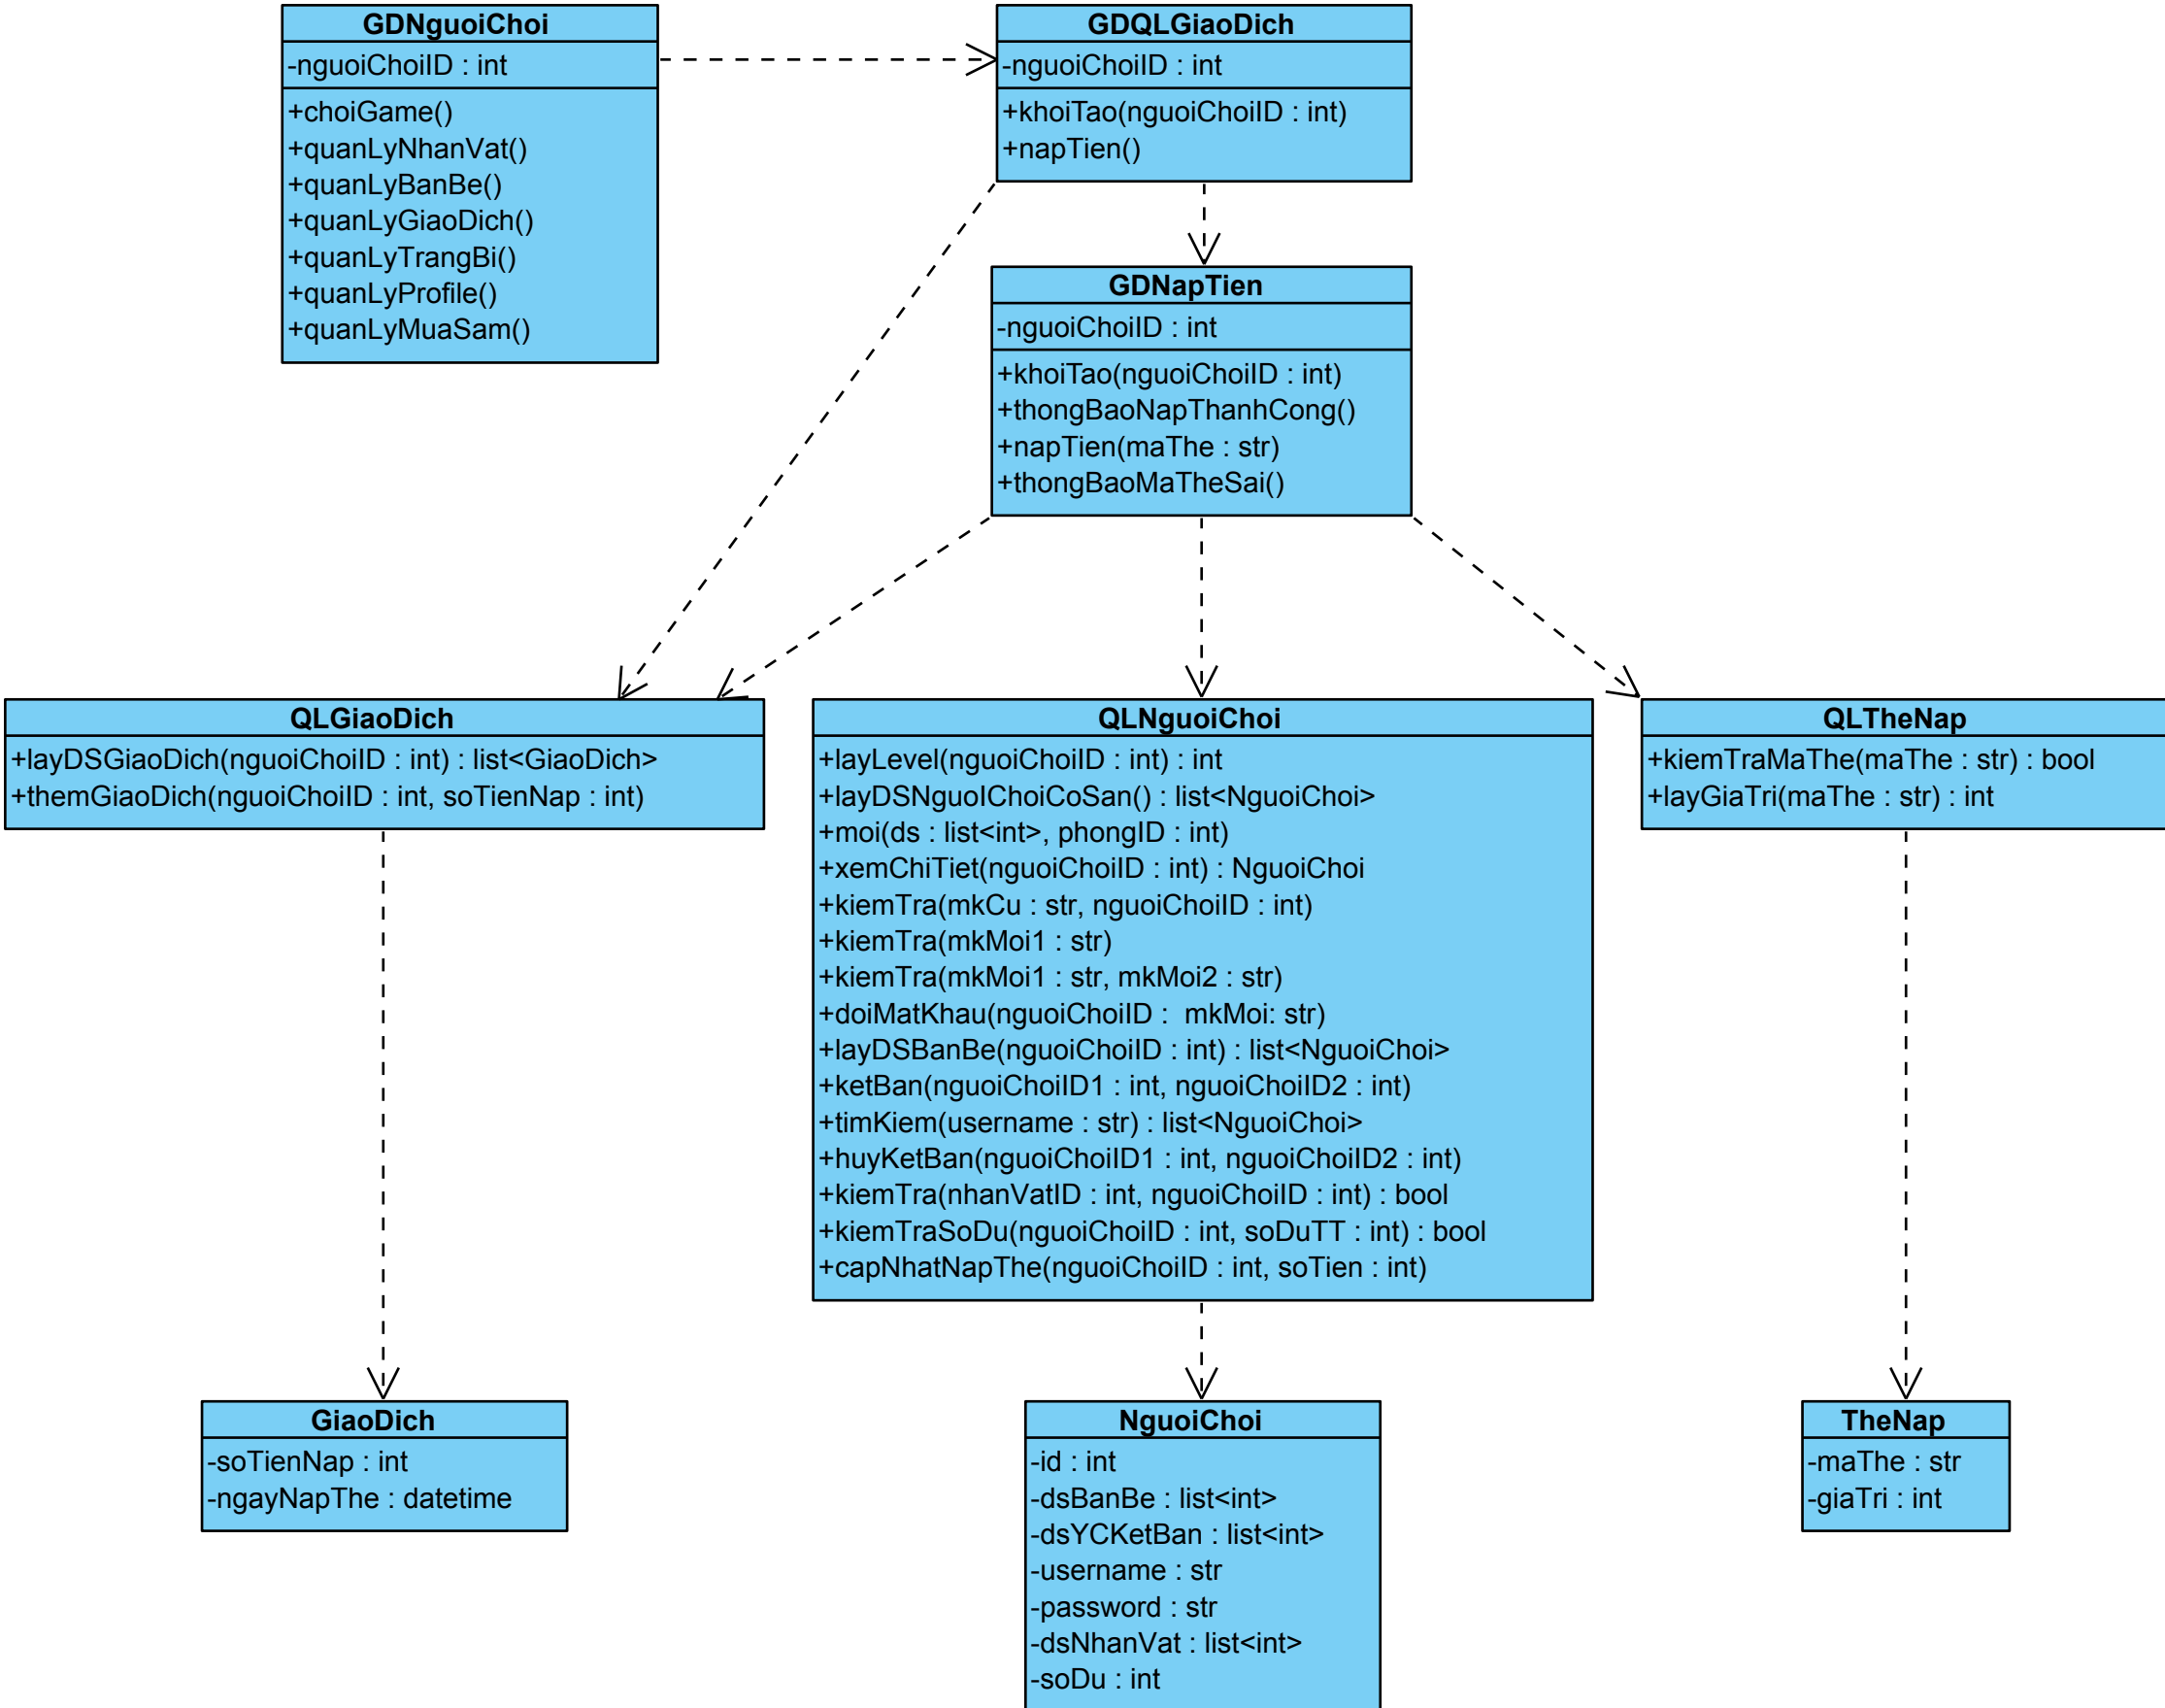 GDNguoiChoi
-nguoiChoiID : int
+choiGame()
+quanLyNhanVat()
+quanLyBanBe()
+quanLyGiaoDich()
+quanLyTrangBi()
+quanLyProfile()
+quanLyMuaSam()
GDQLGiaoDich
-nguoiChoiID : int
+khoiTao(nguoiChoiID : int)
+napTien()
GDNapTien
-nguoiChoiID : int
+khoiTao(nguoiChoiID : int)
+thongBaoNapThanhCong()
+napTien(maThe : str)
+thongBaoMaTheSai()
QLGiaoDich
+layDSGiaoDich(nguoiChoiID : int) : list<GiaoDich>
+themGiaoDich(nguoiChoiID : int, soTienNap : int)
QLNguoiChoi
+layLevel(nguoiChoiID : int) : int
+layDSNguoIChoiCoSan() : list<NguoiChoi>
+moi(ds : list<int>, phongID : int)
+xemChiTiet(nguoiChoiID : int) : NguoiChoi
+kiemTra(mkCu : str, nguoiChoiID : int)
+kiemTra(mkMoi1 : str)
+kiemTra(mkMoi1 : str, mkMoi2 : str)
+doiMatKhau(nguoiChoiID :  mkMoi: str)
+layDSBanBe(nguoiChoiID : int) : list<NguoiChoi>
+ketBan(nguoiChoiID1 : int, nguoiChoiID2 : int)
+timKiem(username : str) : list<NguoiChoi>
+huyKetBan(nguoiChoiID1 : int, nguoiChoiID2 : int)
+kiemTra(nhanVatID : int, nguoiChoiID : int) : bool
+kiemTraSoDu(nguoiChoiID : int, soDuTT : int) : bool
+capNhatNapThe(nguoiChoiID : int, soTien : int)
QLTheNap
+kiemTraMaThe(maThe : str) : bool
+layGiaTri(maThe : str) : int
GiaoDich
-soTienNap : int
-ngayNapThe : datetime
NguoiChoi
-id : int
-dsBanBe : list<int>
-dsYCKetBan : list<int>
-username : str
-password : str
-dsNhanVat : list<int>
-soDu : int
TheNap
-maThe : str
-giaTri : int